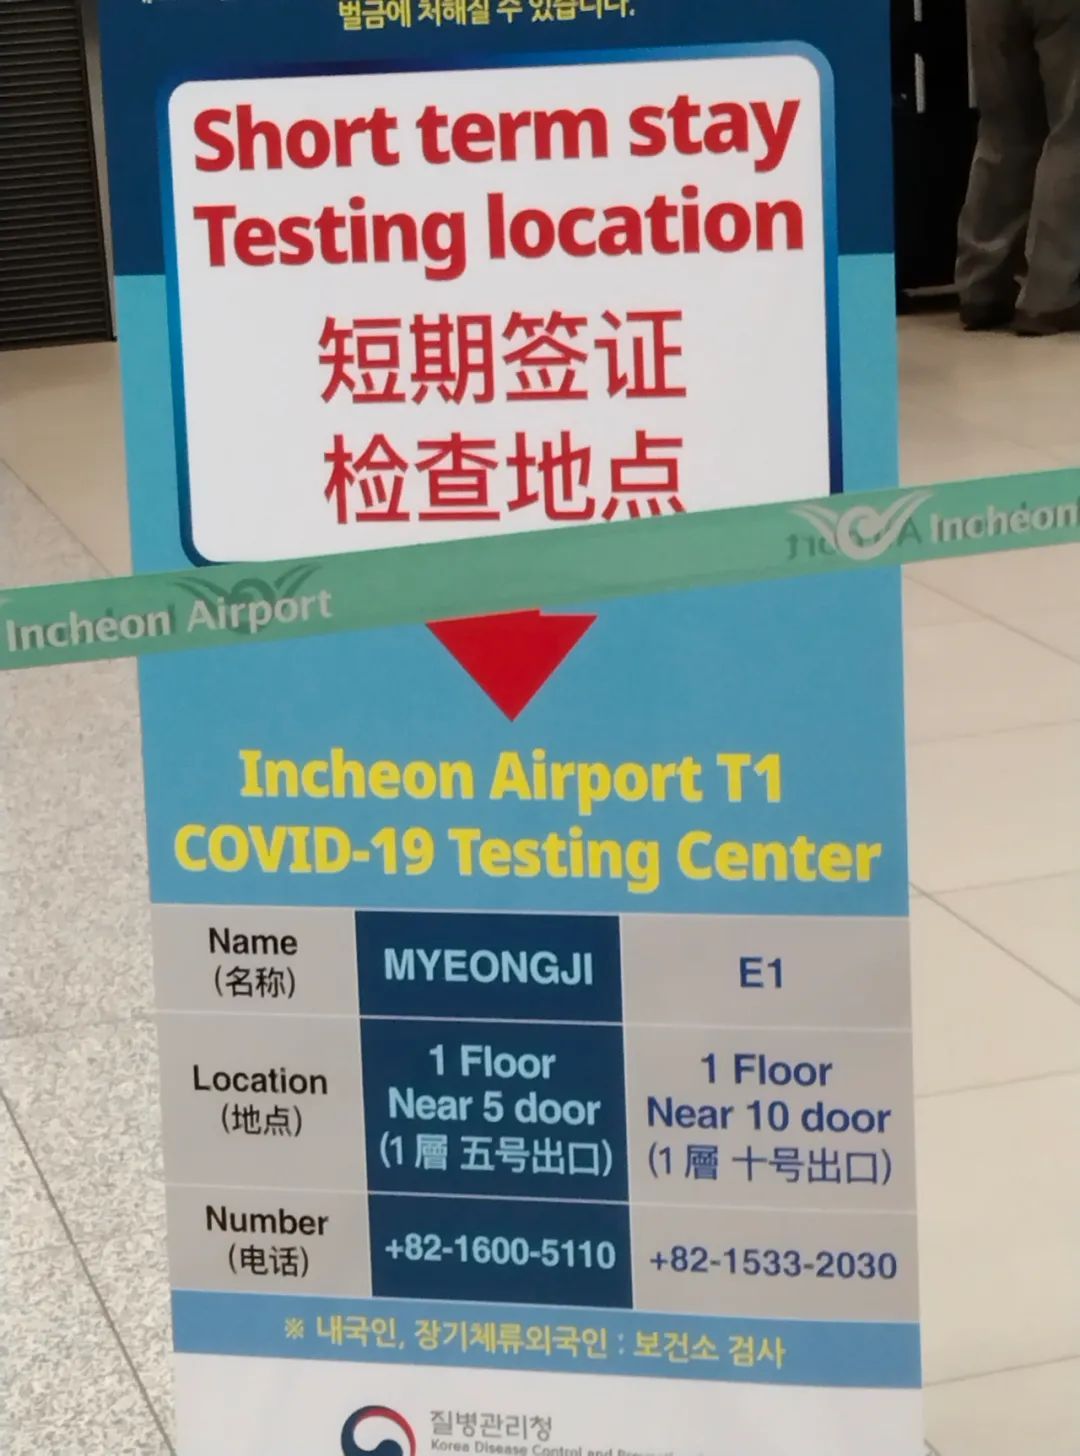 벌금에 처해질 수 있습니다.
Short term stay
Testing location
短期签证
检查地点
Incheon Airport
Incheon
Incheon Airport T1
COVID-19 Testing Center
Name
(名称)
MYEONGJI
E1
Location
(地点)
1 Floor
Near 5 door
(1 層 五号出口)
1 Floor
Near 10 door
(1 層 十号出口)
Number
(电话)
+82-1600-5110
+82-1533-2030
※ 내국인, 장기체류외국인 : 보건소 검사
질병관리청
Korea Disease Control and